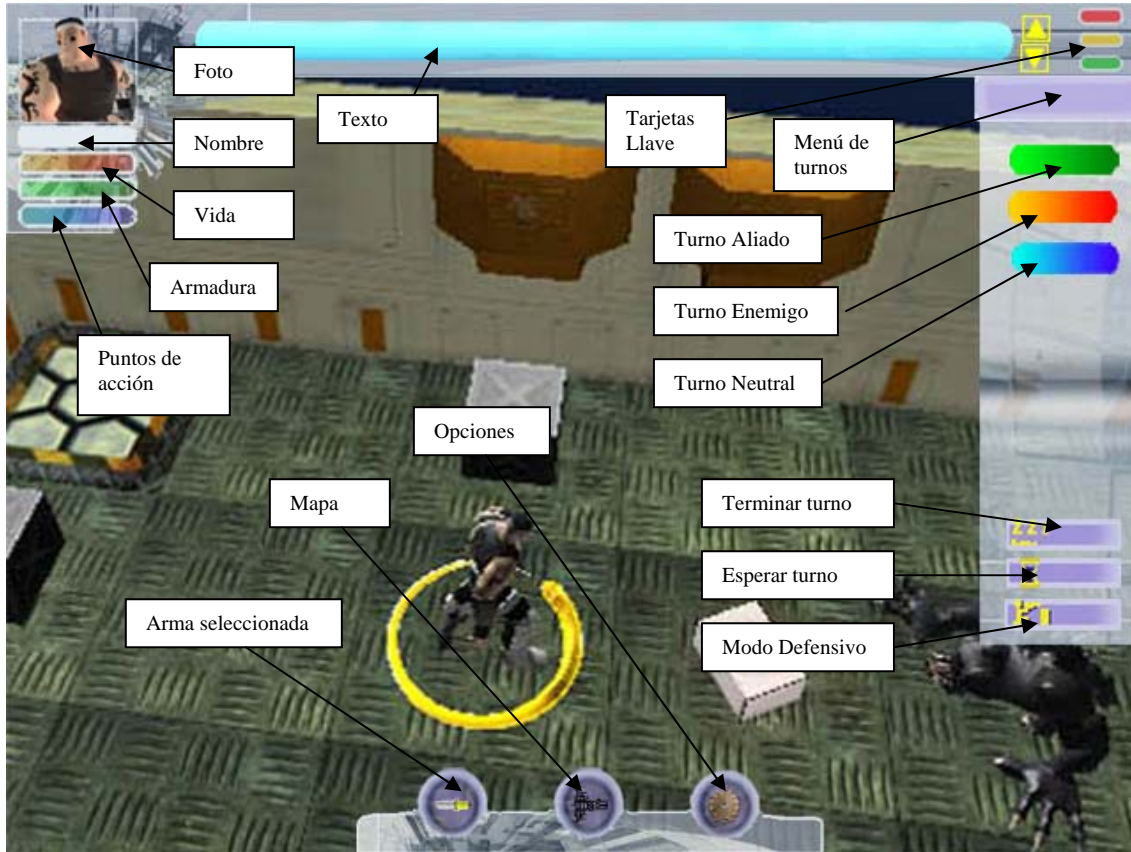 Foto
Texto
Tarjetas
Llave
Nombre
Menú de
turnos
Vida
Turno Aliado
Armadura
Turno Enemigo
Puntos de
acción
Turno Neutral
Opciones
Mapa
Terminar turno
Esperar turno
Arma seleccionada
Modo Defensivo